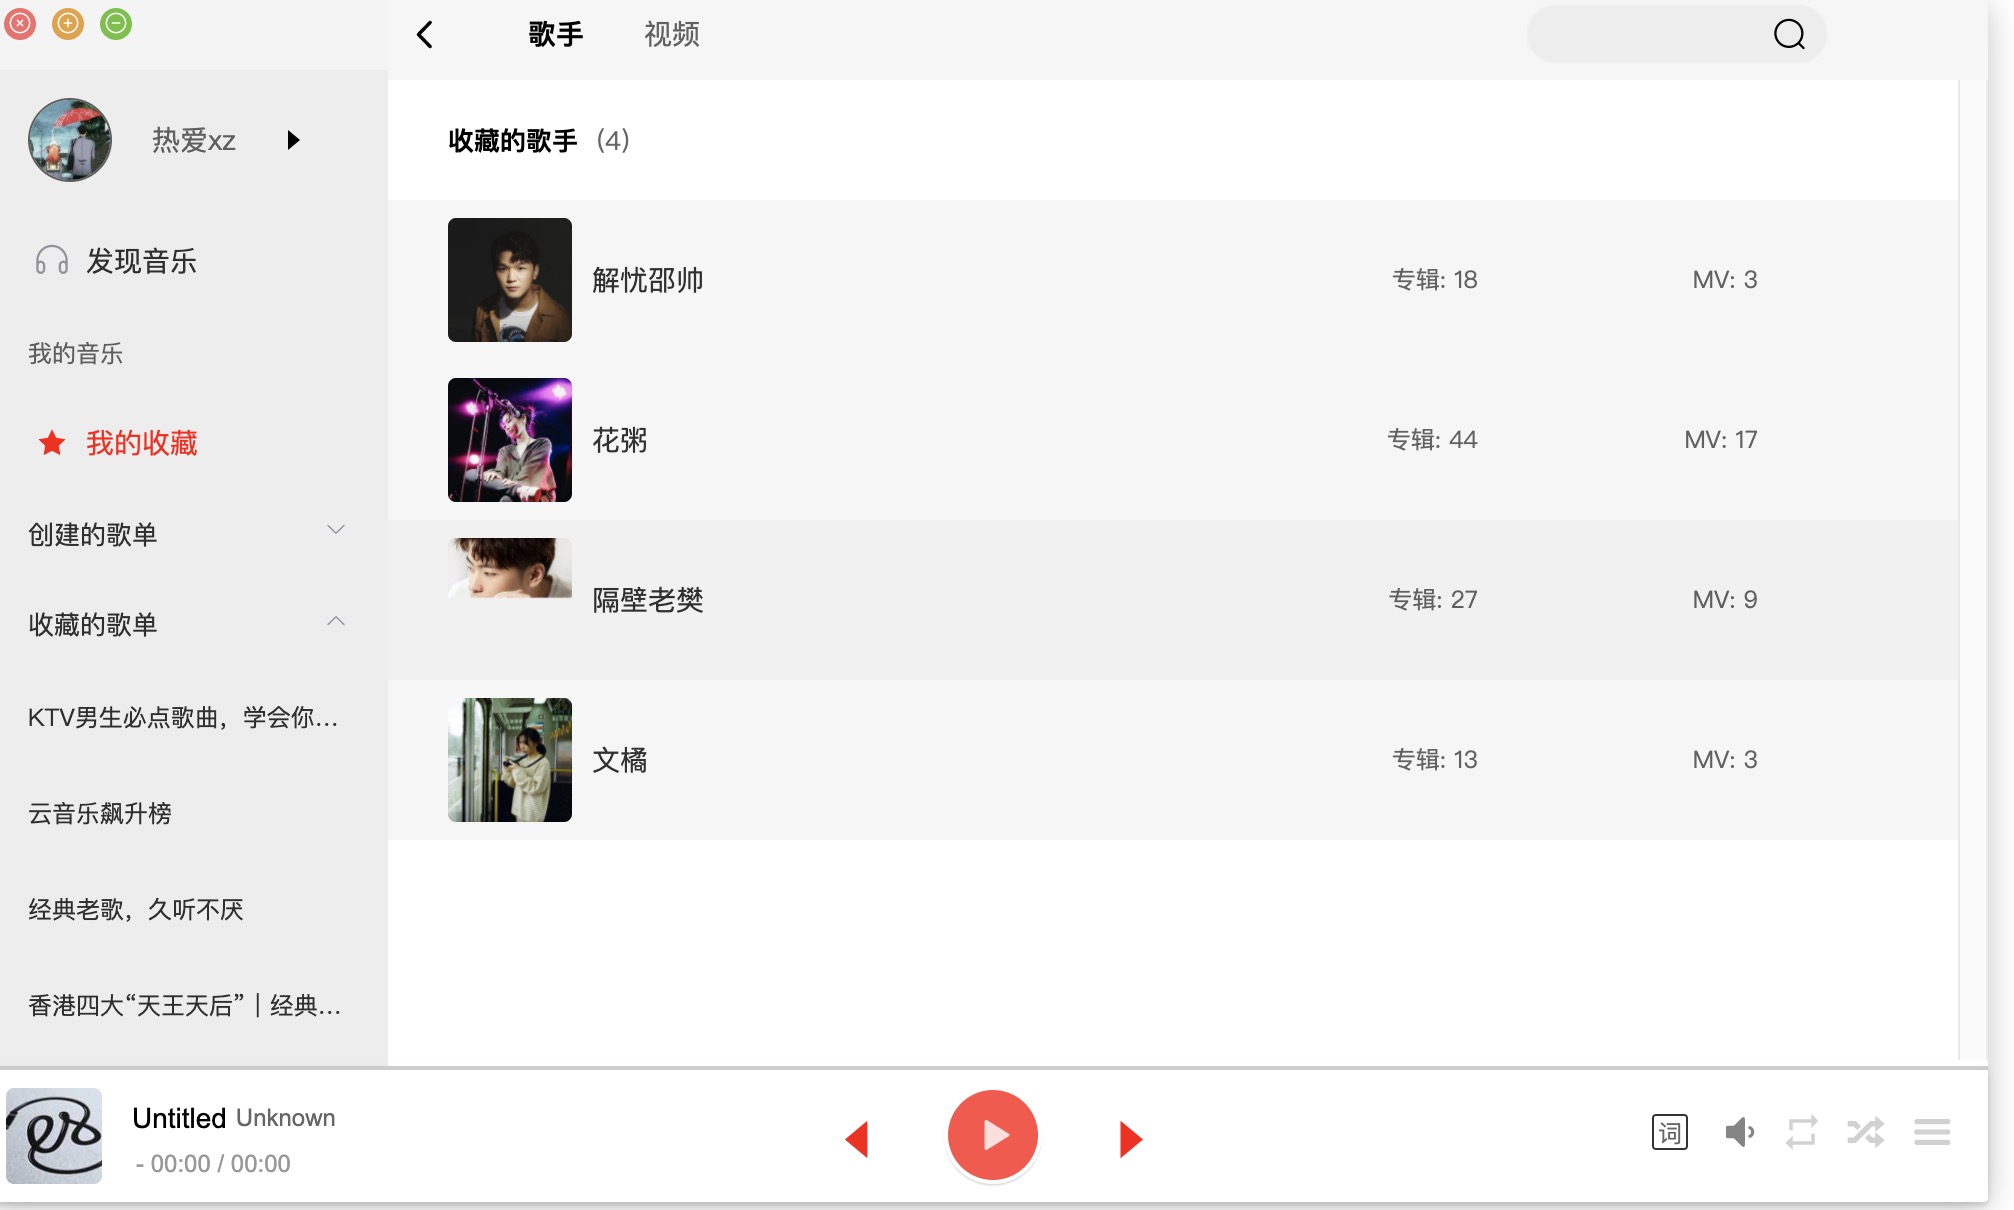 歌手 视频
热爱xz
发现音乐
我的音乐
我的收藏
创建的歌单
收藏的歌单
KTV男生必点歌曲，学会你...
云音乐飙升榜
经典老歌，久听不厌
香港四大“天王天后”｜经典...
收藏的歌手 (4)
解忧邵帅 专辑: 18 MV: 3
花粥 专辑: 44 MV: 17
隔壁老樊 专辑: 27 MV: 9
文橘 专辑: 13 MV: 3
Untitled Unknown
- 00:00 / 00:00
词